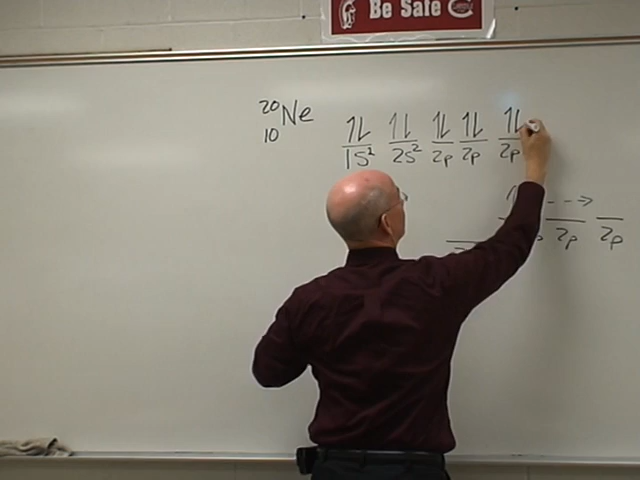 Be Safe C
20
10 Ne ↿⇂ ↿⇂ ↿⇂ ↿⇂ ↿⇂
1S² 2S² 2p 2p 2p
2p 2p